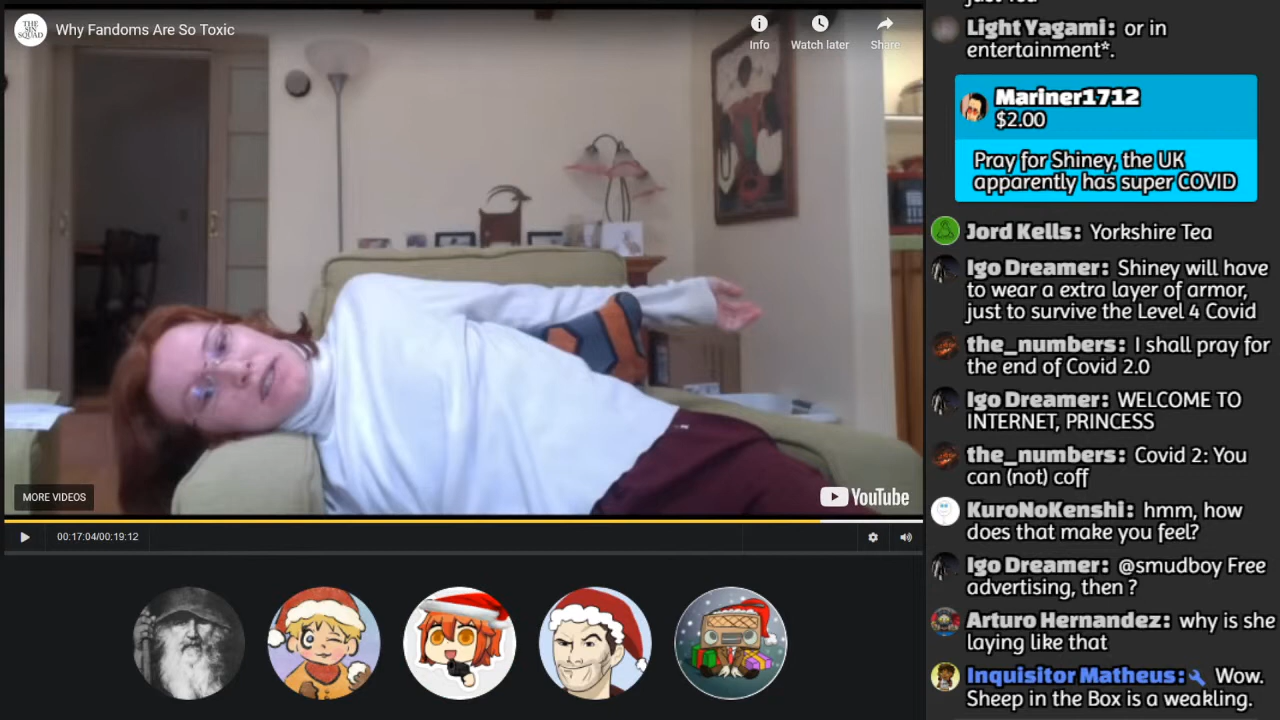 THE
SIN
SQUAD
Why Fandoms Are So Toxic
Info
Watch later
Share
MORE VIDEOS
YouTube
00:17:04/00:19:12
just You
Light Yagami: or in
entertainment*.
Mariner1712
$2.00
Pray for Shiney, the UK
apparently has super COVID
Jord Kells: Yorkshire Tea
Igo Dreamer: Shiney will have
to wear a extra layer of armor,
just to survive the Level 4 Covid
the_numbers: I shall pray for
the end of Covid 2.0
Igo Dreamer: WELCOME TO
INTERNET, PRINCESS
the_numbers: Covid 2: You
can (not) coff
KuroNoKenshi: hmm, how
does that make you feel?
Igo Dreamer: @smudboy Free
advertising, then ?
Arturo Hernandez: why is she
laying like that
Inquisitor Matheus: Wow.
Sheep in the Box is a weakling.